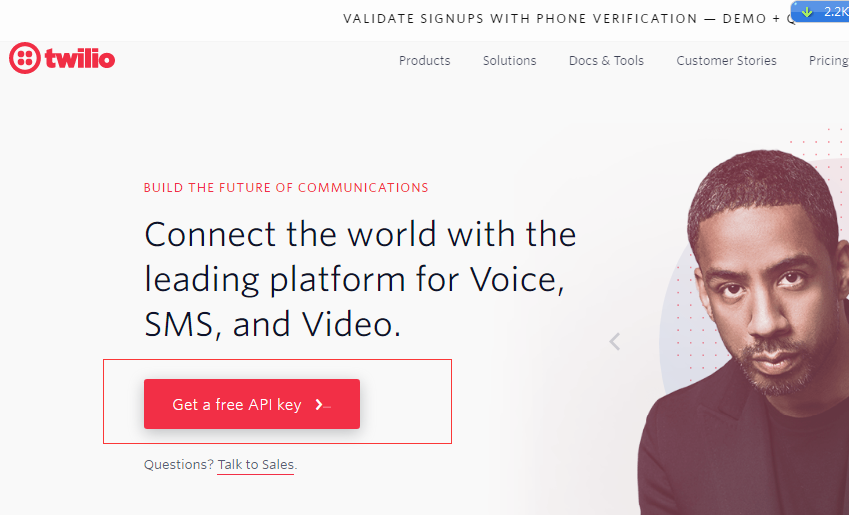 VALIDATE SIGNUPS WITH PHONE VERIFICATION — DEMO +
2.2K
twilio
Products Solutions Docs & Tools Customer Stories Pricing
BUILD THE FUTURE OF COMMUNICATIONS
Connect the world with the
leading platform for Voice,
SMS, and Video.
Get a free API key
Questions? Talk to Sales.